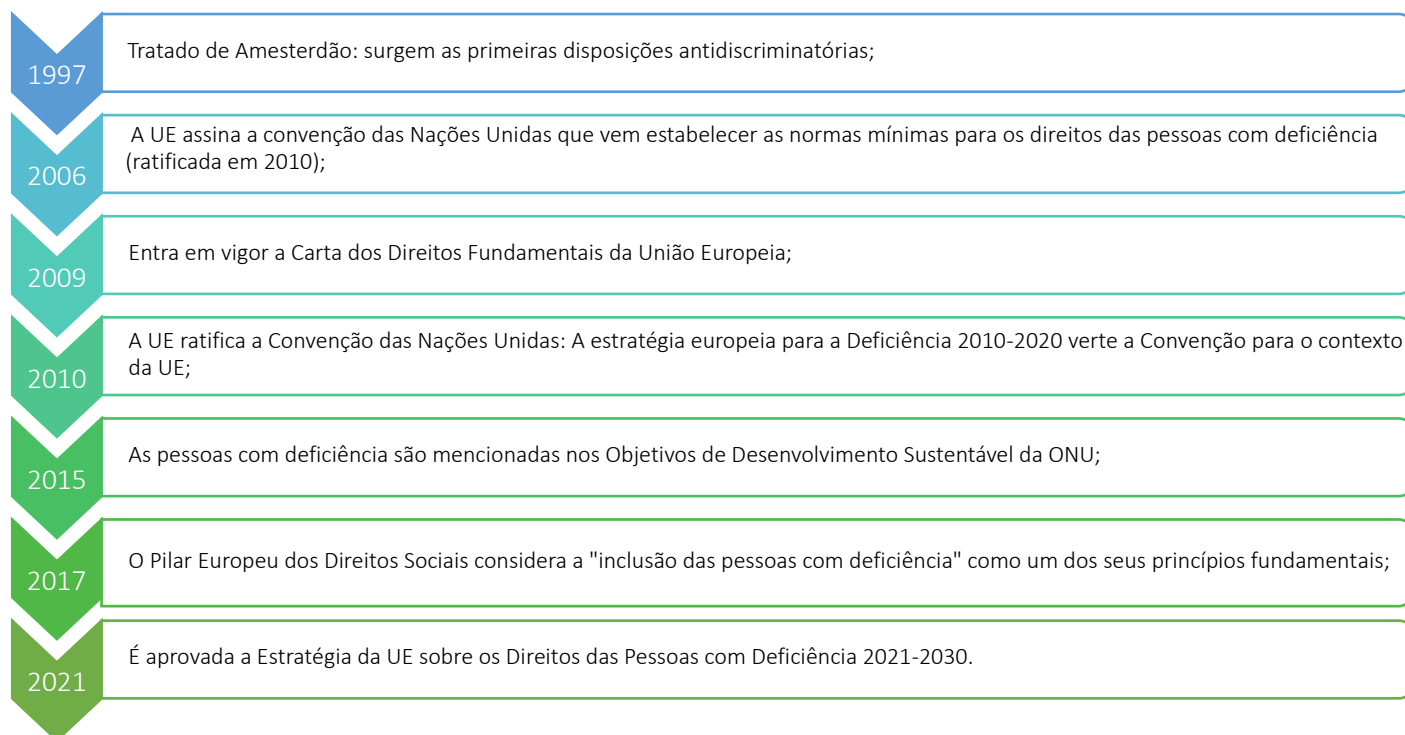 1997
Tratado de Amesterdão: surgem as primeiras disposições antidiscriminatórias;
2006
A UE assina a convenção das Nações Unidas que vem estabelecer as normas mínimas para os direitos das pessoas com deficiência
(ratificada em 2010);
2009
Entra em vigor a Carta dos Direitos Fundamentais da União Europeia;
2010
A UE ratifica a Convenção das Nações Unidas: A estratégia europeia para a Deficiência 2010-2020 verte a Convenção para o contexto
da UE;
2015
As pessoas com deficiência são mencionadas nos Objetivos de Desenvolvimento Sustentável da ONU;
2017
O Pilar Europeu dos Direitos Sociais considera a "inclusão das pessoas com deficiência" como um dos seus princípios fundamentais;
2021
É aprovada a Estratégia da UE sobre os Direitos das Pessoas com Deficiência 2021-2030.